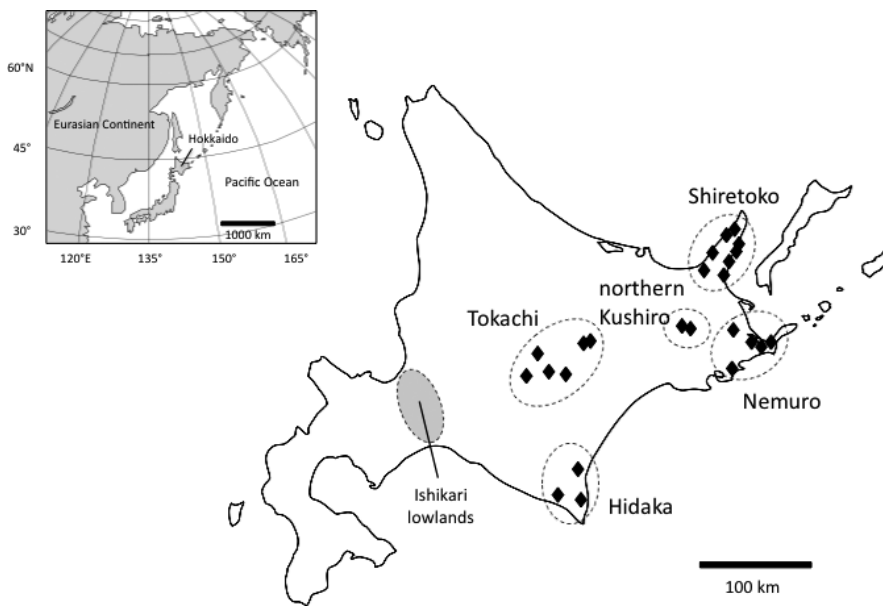 60°N
Eurasian Continent
Hokkaido
45°
Pacific Ocean
30°
1000 km
120°E
135°
150°
165°
Shiretoko
northern
Kushiro
Tokachi
Nemuro
Ishikari
lowlands
Hidaka
100 km